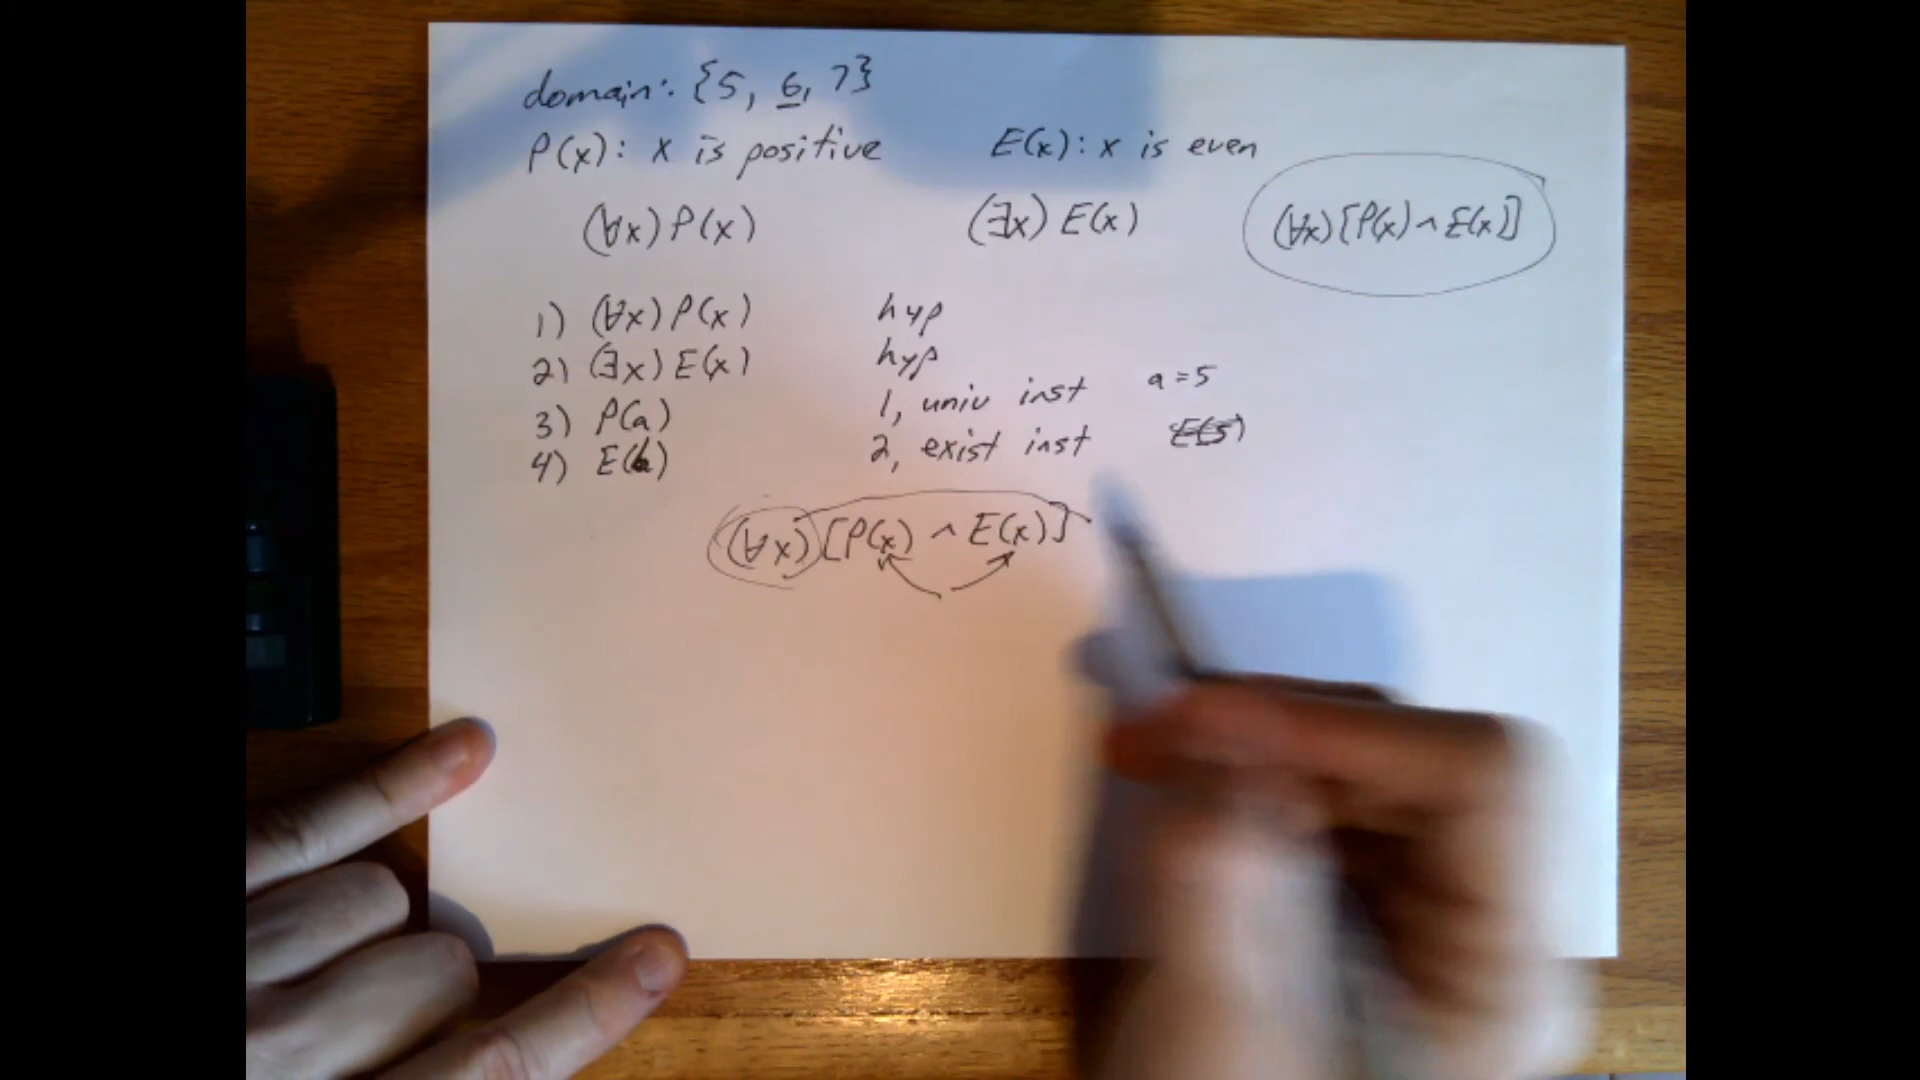 domain: {5, 6, 7}
P(x): x is positive E(x): x is even
(∀x) P(x) (∃x) E(x) (∀x)[P(x) ∧ E(x)]
1) (∀x) P(x) hyp
2) (∃x) E(x) hyp
3) P(a) 1, univ inst a = 5
4) E(b) 2, exist inst E(5)
(∀x) [P(x) ∧ E(x)]